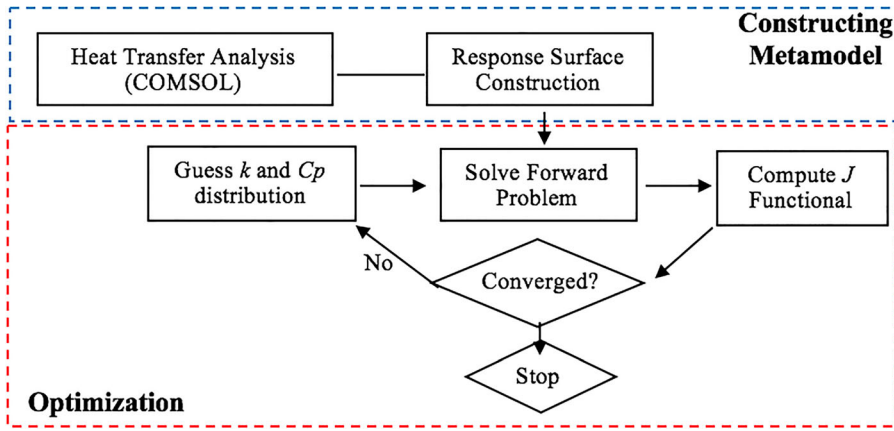 Constructing
Metamodel
Heat Transfer Analysis
(COMSOL)
Response Surface
Construction
Guess k and Cp
distribution
Solve Forward
Problem
Compute J
Functional
No
Converged?
Stop
Optimization